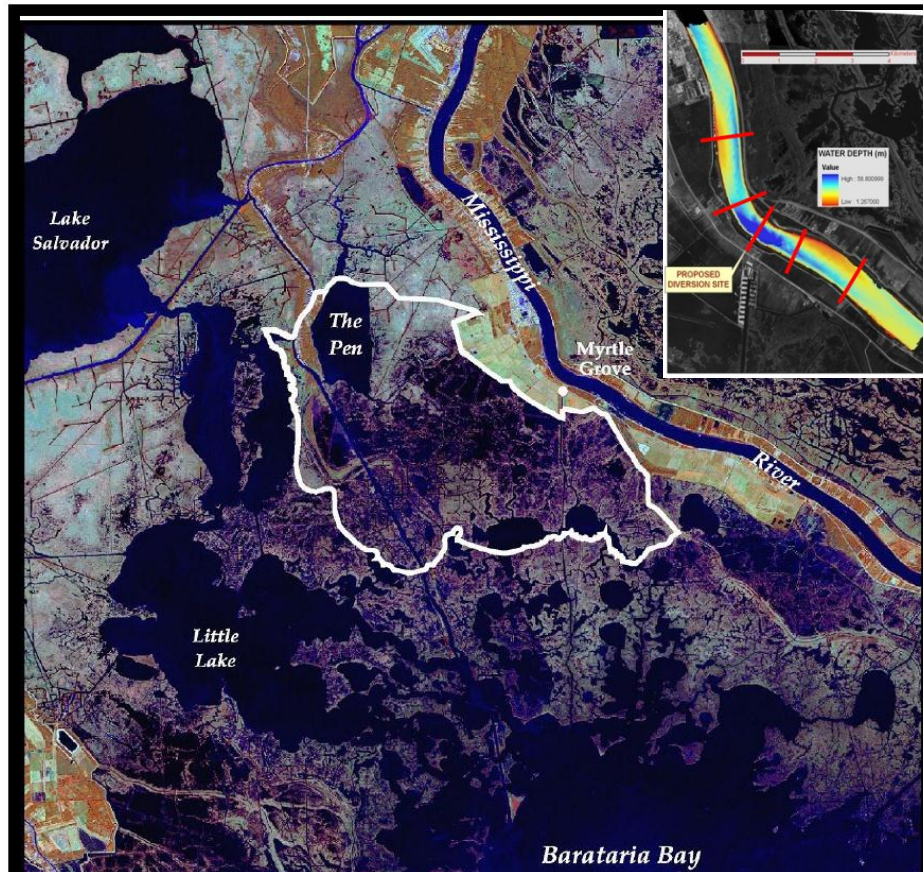 Lake
Salvador
Mississippi
The
Pen
Myrtle
Grove
River
Little
Lake
Barataria Bay
WATER DEPTH (m)
Value
PROPOSED
DIVERSION SITE